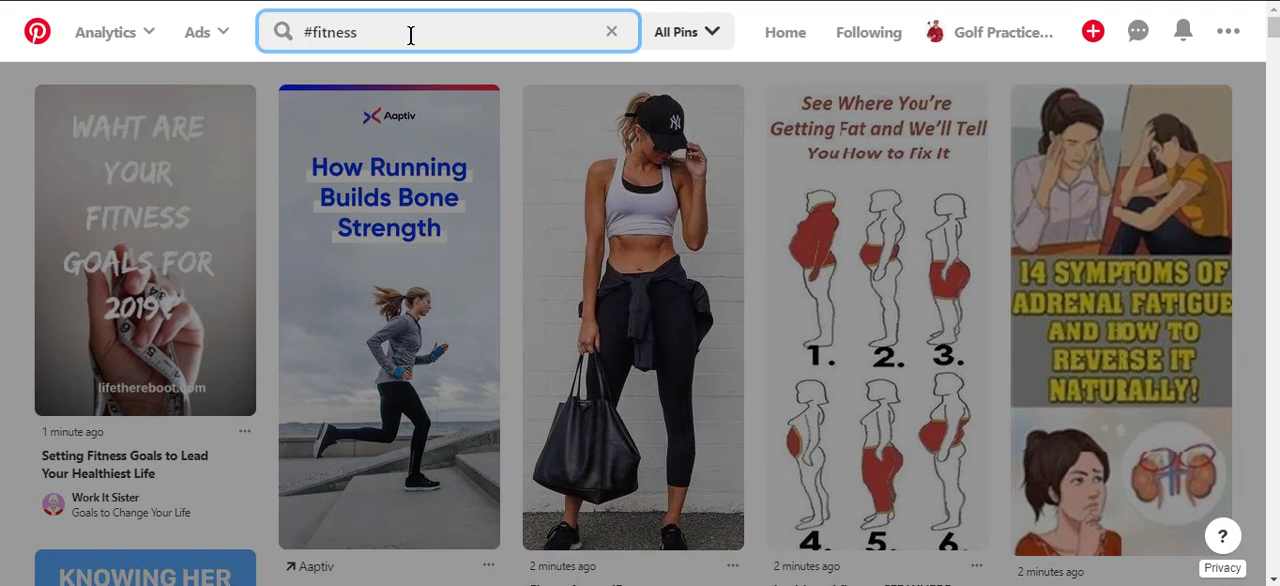 Analytics
Ads
#fitness
All Pins
Home
Following
Golf Practice...
WAHT ARE
YOUR
FITNESS
GOALS FOR
2019?
lifethereboot.com
1 minute ago
Setting Fitness Goals to Lead
Your Healthiest Life
Work It Sister
Goals to Change Your Life
KNOWING HER
Aaptiv
How Running
Builds Bone
Strength
Aaptiv
NY
2 minutes ago
See Where You're
Getting Fat and We'll Tell
You How to Fix It
1. 2. 3.
4. 5. 6.
2 minutes ago
14 SYMPTOMS OF
ADRENAL FATIGUE
AND HOW TO
REVERSE IT
NATURALLY!
2 minutes ago
?
Privacy